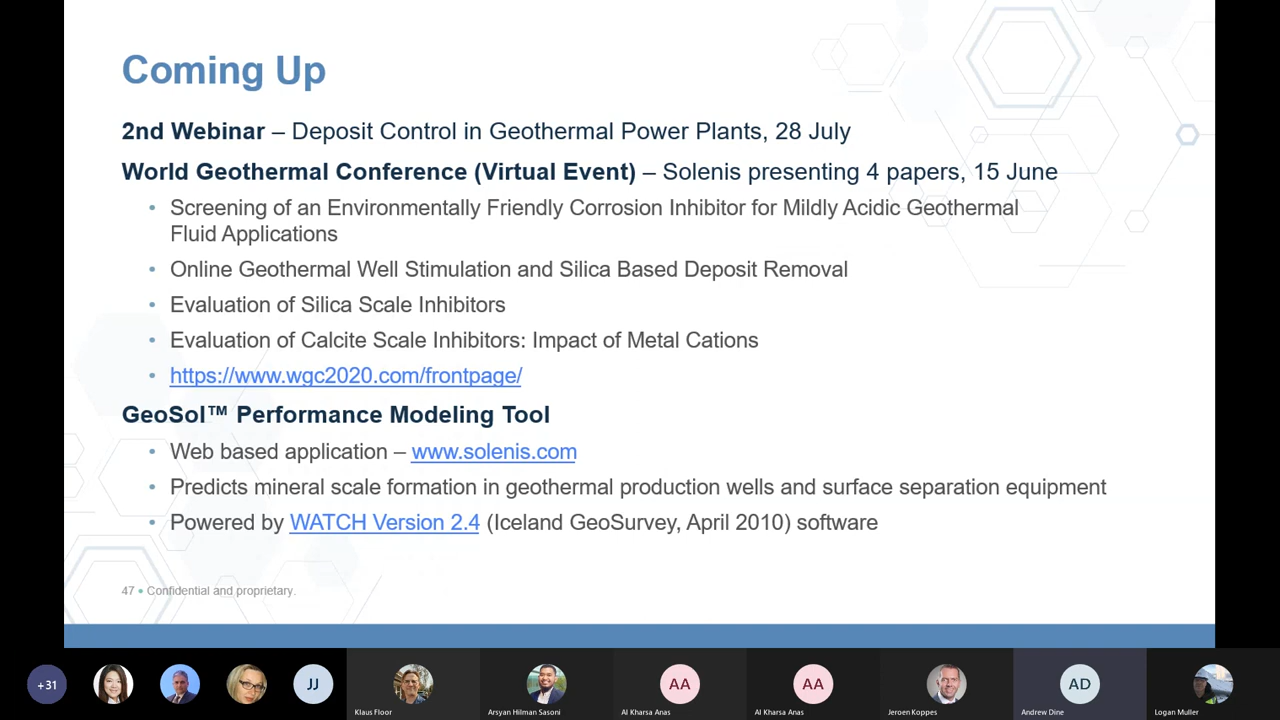 Coming Up
2nd Webinar – Deposit Control in Geothermal Power Plants, 28 July
World Geothermal Conference (Virtual Event) – Solenis presenting 4 papers, 15 June
• Screening of an Environmentally Friendly Corrosion Inhibitor for Mildly Acidic Geothermal
Fluid Applications
• Online Geothermal Well Stimulation and Silica Based Deposit Removal
• Evaluation of Silica Scale Inhibitors
• Evaluation of Calcite Scale Inhibitors: Impact of Metal Cations
• https://www.wgc2020.com/frontpage/
GeoSol™ Performance Modeling Tool
• Web based application – www.solenis.com
• Predicts mineral scale formation in geothermal production wells and surface separation equipment
• Powered by WATCH Version 2.4 (Iceland GeoSurvey, April 2010) software
47 • Confidential and proprietary.
+31
JJ
AA
AA
AD
Klaus Floor
Arsyan Hilman Sasoni
Al Kharsa Anas
Al Kharsa Anas
Jeroen Koppes
Andrew Dine
Logan Muller